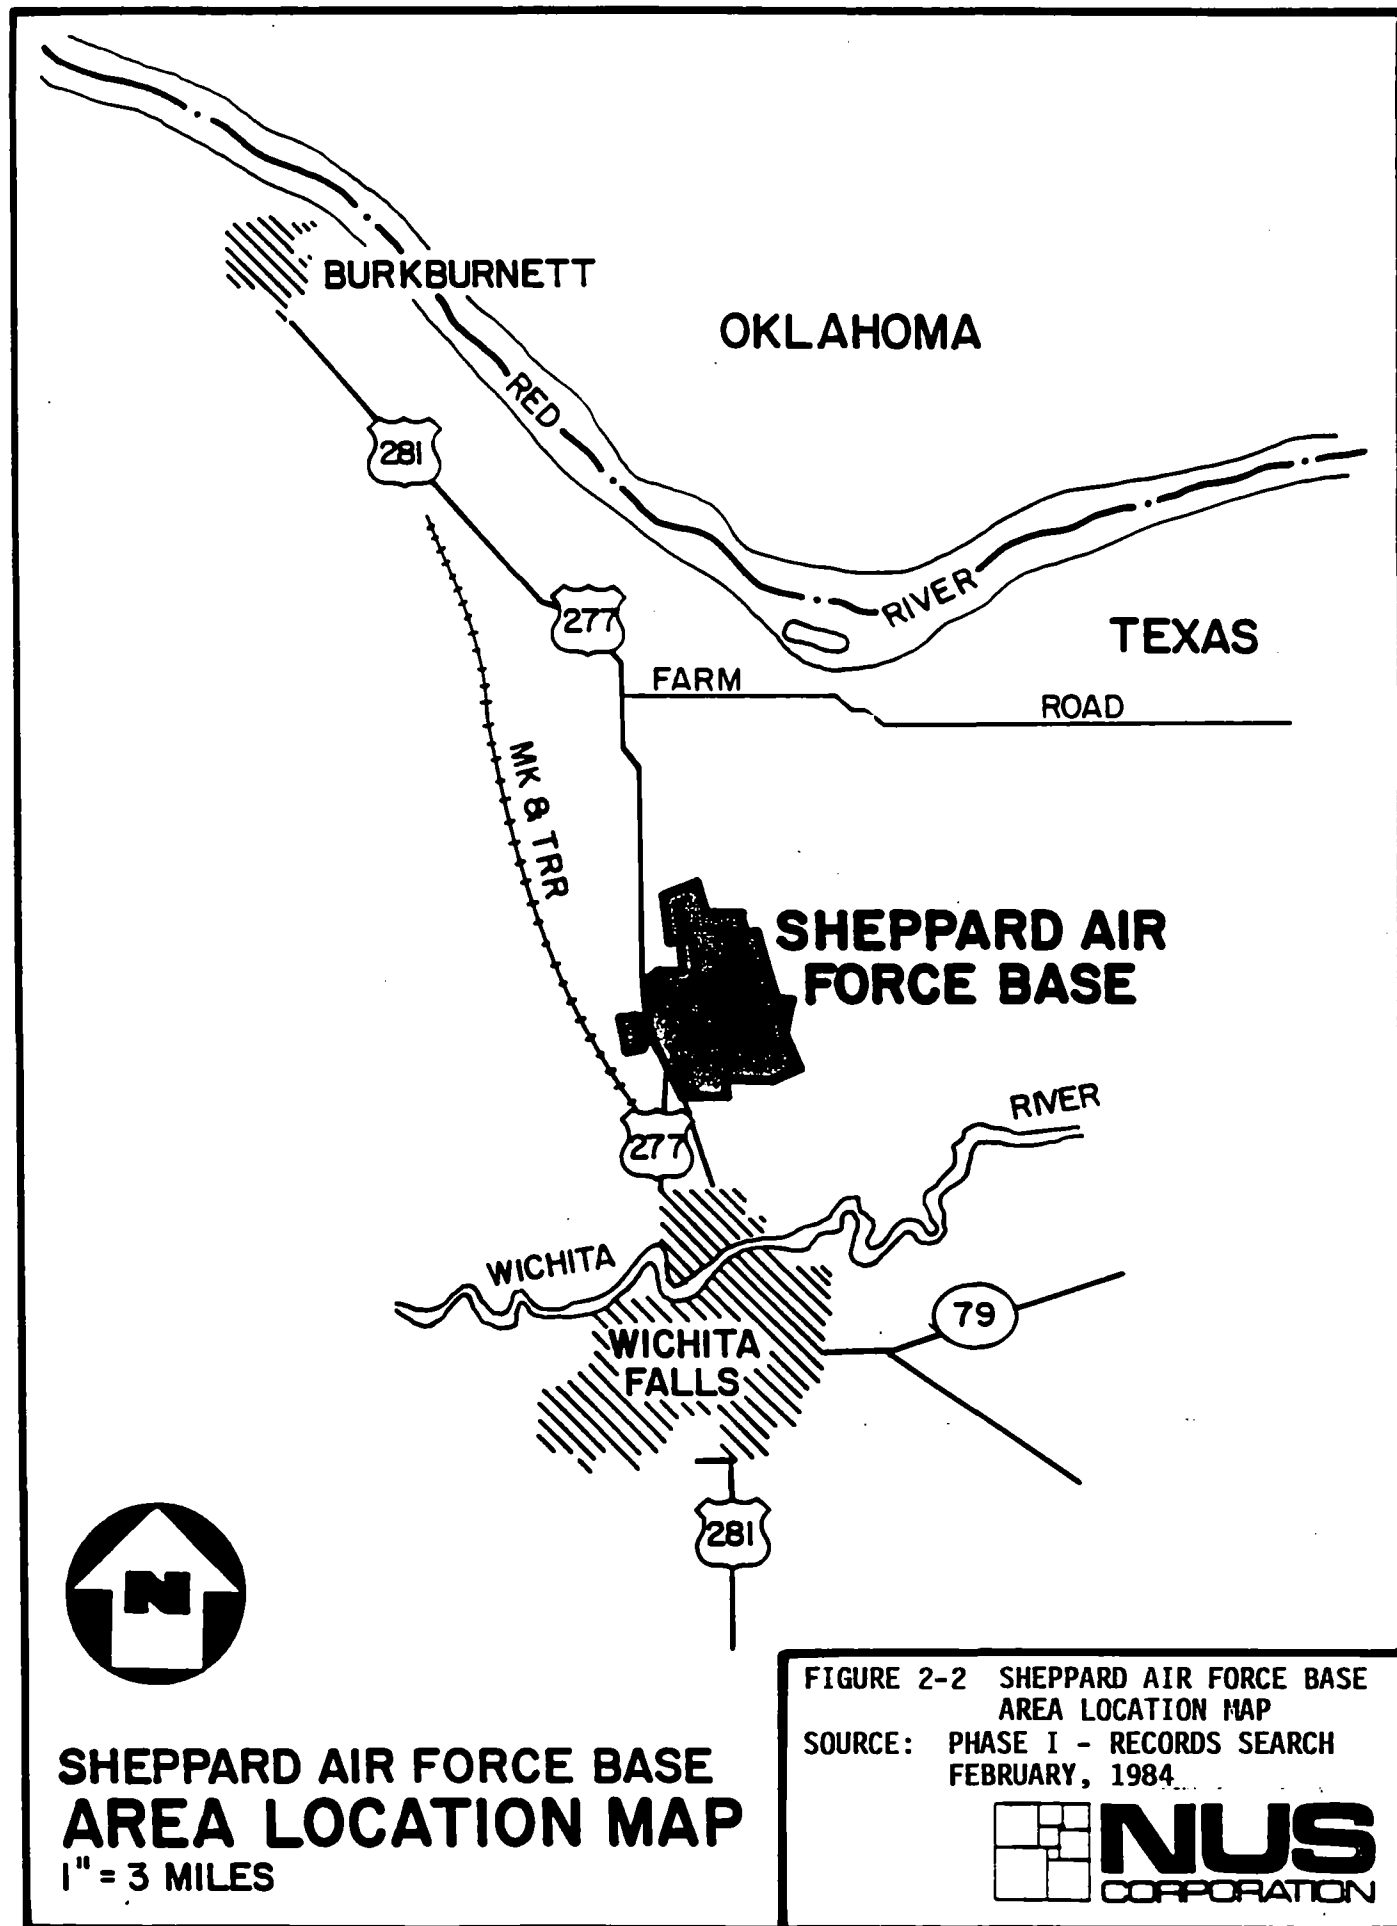 BURKBURNETT
OKLAHOMA
RED
281
277
RIVER
TEXAS
FARM
ROAD
MK & TRR
SHEPPARD AIR
FORCE BASE
RIVER
277
WICHITA
79
WICHITA
FALLS
281
N
SHEPPARD AIR FORCE BASE
AREA LOCATION MAP
1" = 3 MILES
FIGURE 2-2 SHEPPARD AIR FORCE BASE
AREA LOCATION MAP
SOURCE: PHASE I - RECORDS SEARCH
FEBRUARY, 1984
NUS
CORPORATION